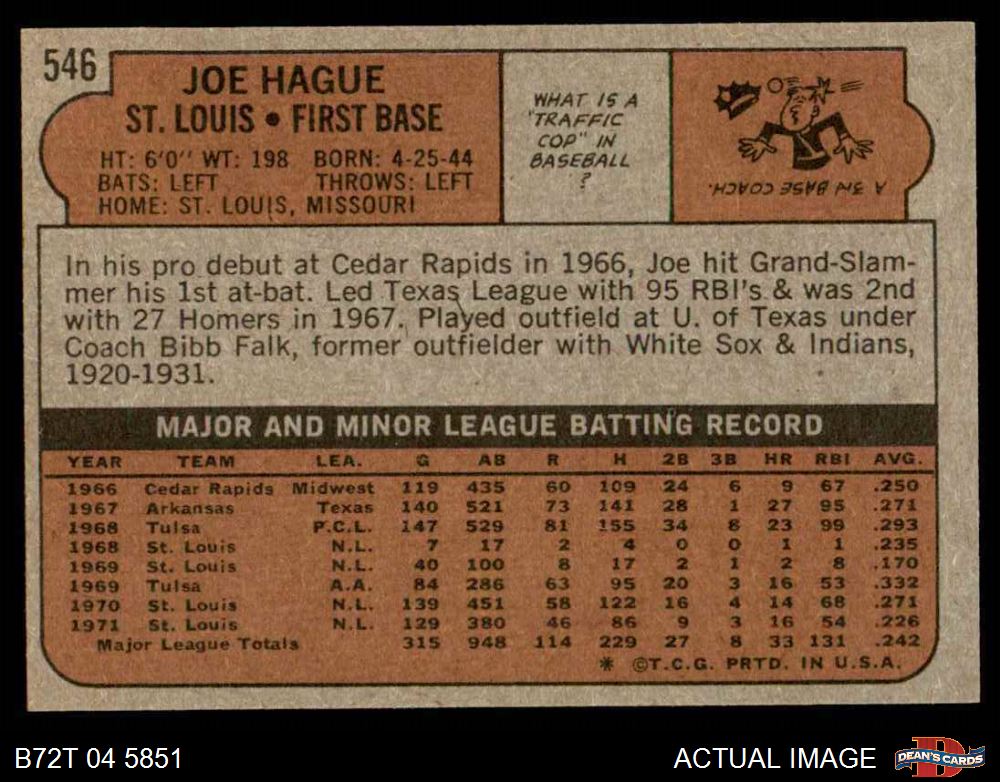 546
JOE HAGUE
ST. LOUIS • FIRST BASE
HT: 6'0" WT: 198 BORN: 4-25-44
BATS: LEFT THROWS: LEFT
HOME: ST. LOUIS, MISSOURI
WHAT IS A
"TRAFFIC
COP" IN
BASEBALL
?
A THE BASE COACH.
In his pro debut at Cedar Rapids in 1966, Joe hit Grand-Slam-
mer his 1st at-bat. Led Texas League with 95 RBI's & was 2nd
with 27 Homers in 1967. Played outfield at U. of Texas under
Coach Bibb Falk, former outfielder with White Sox & Indians,
1920-1931.
MAJOR AND MINOR LEAGUE BATTING RECORD
YEAR TEAM LEA. G AB R H 2B 3B HR RBI AVG.
1966 Cedar Rapids Midwest 119 435 60 109 24 6 9 67 .250
1967 Arkansas Texas 140 521 73 141 28 1 27 95 .271
1968 Tulsa P.C.L. 147 529 81 155 34 8 23 99 .293
1968 St. Louis N.L. 7 17 2 4 0 0 1 1 .235
1969 St. Louis N.L. 40 100 8 17 2 1 2 8 .170
1969 Tulsa A.A. 84 286 63 95 20 3 16 53 .332
1970 St. Louis N.L. 139 451 58 122 16 4 14 68 .271
1971 St. Louis N.L. 129 380 46 86 9 3 16 54 .226
Major League Totals 315 948 114 229 27 8 33 131 .242
* ©T.C.G. PRTD. IN U.S.A.
B72T 04 5851
ACTUAL IMAGE
D
DEAN'S CARDS